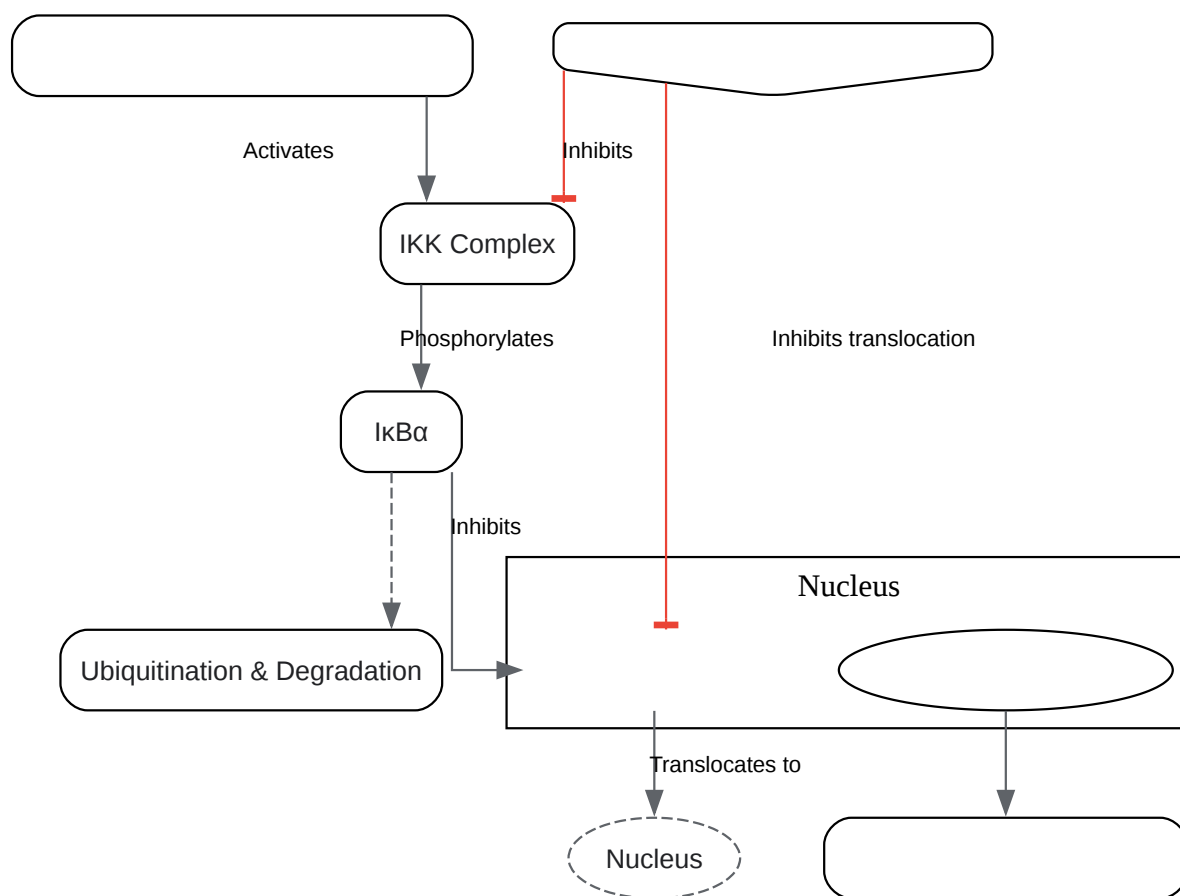 Activates
Inhibits
IKK Complex
Phosphorylates
Inhibits translocation
IκBα
Inhibits
Nucleus
Ubiquitination & Degradation
Translocates to
Nucleus